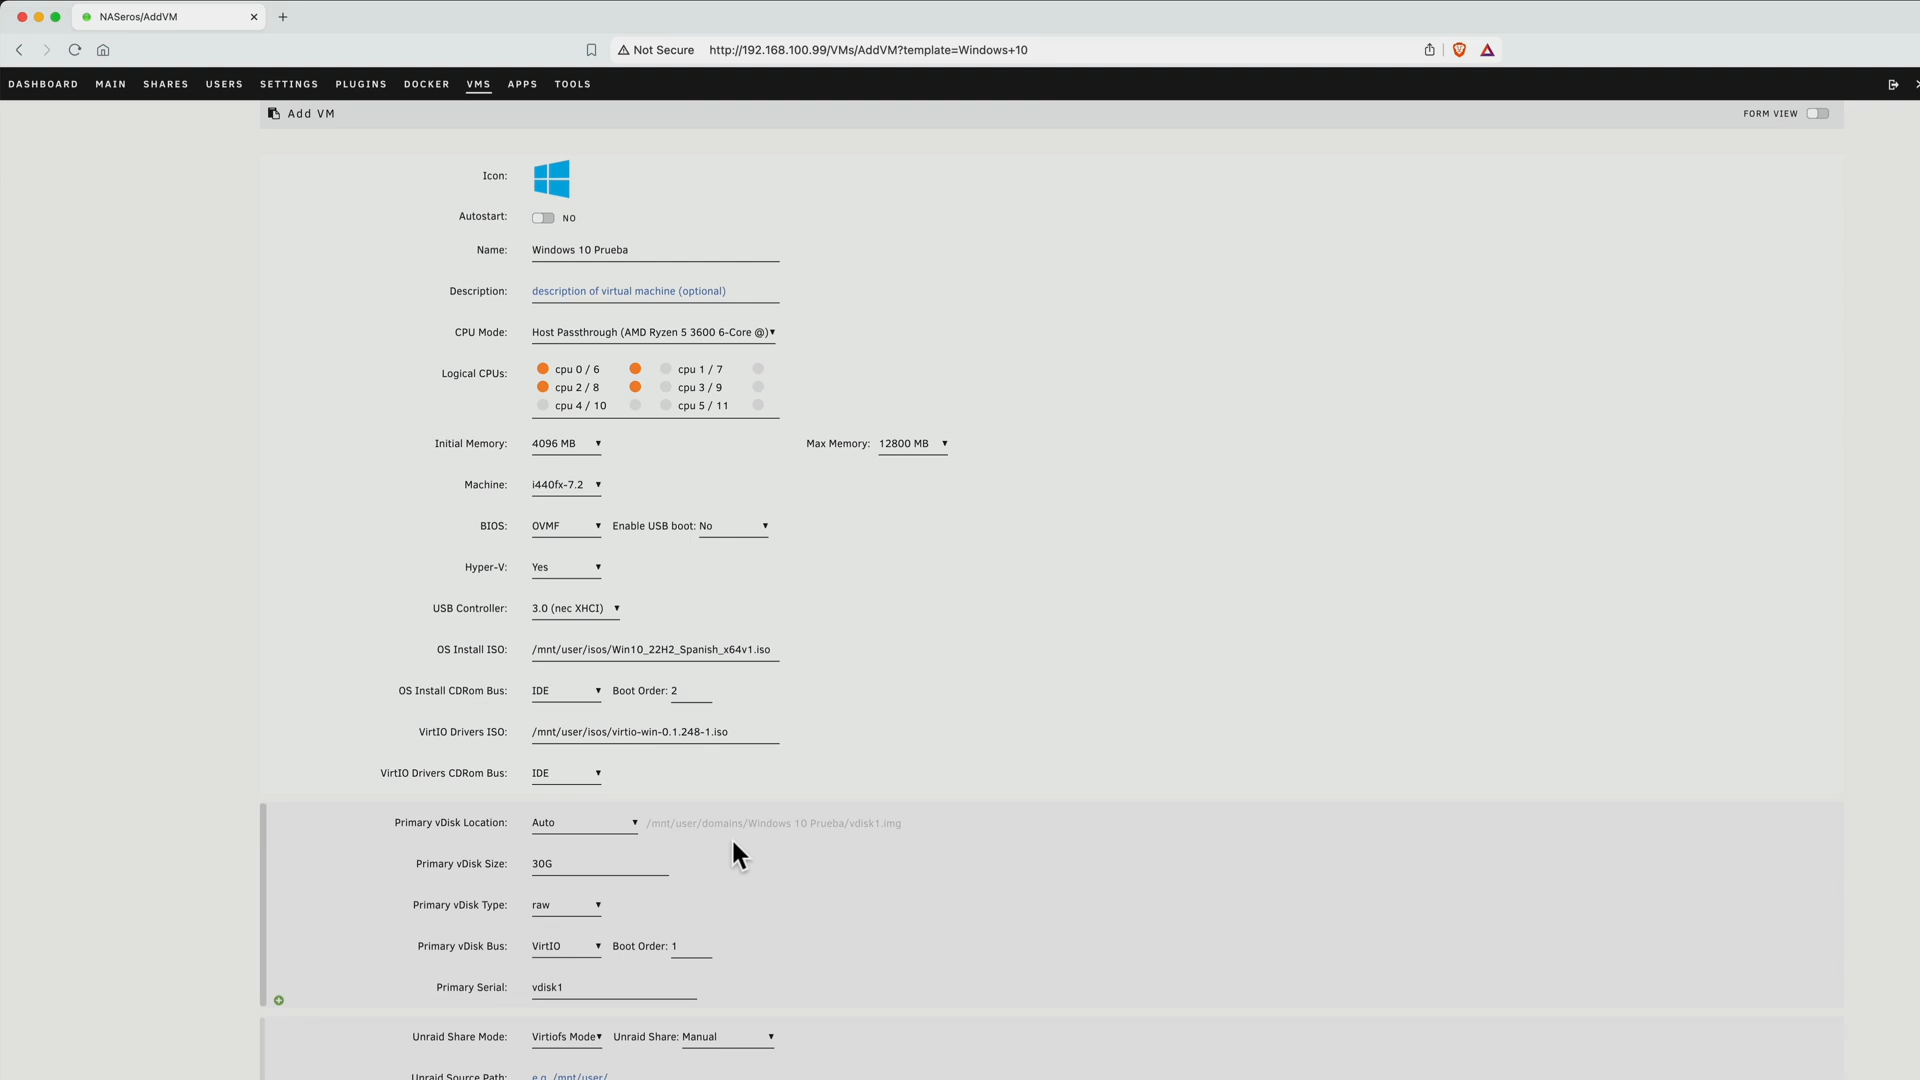 NASeros/AddVM
Not Secure http://192.168.100.99/VMs/AddVM?template=Windows+10
DASHBOARD MAIN SHARES USERS SETTINGS PLUGINS DOCKER VMS APPS TOOLS
Add VM FORM VIEW
Icon:
Autostart: NO
Name: Windows 10 Prueba
Description: description of virtual machine (optional)
CPU Mode: Host Passthrough (AMD Ryzen 5 3600 6-Core @)
Logical CPUs: cpu 0 / 6 cpu 1 / 7
cpu 2 / 8 cpu 3 / 9
cpu 4 / 10 cpu 5 / 11
Initial Memory: 4096 MB Max Memory: 12800 MB
Machine: i440fx-7.2
BIOS: OVMF Enable USB boot: No
Hyper-V: Yes
USB Controller: 3.0 (nec XHCI)
OS Install ISO: /mnt/user/isos/Win10_22H2_Spanish_x64v1.iso
OS Install CDRom Bus: IDE Boot Order: 2
VirtIO Drivers ISO: /mnt/user/isos/virtio-win-0.1.248-1.iso
VirtIO Drivers CDRom Bus: IDE
Primary vDisk Location: Auto /mnt/user/domains/Windows 10 Prueba/vdisk1.img
Primary vDisk Size: 30G
Primary vDisk Type: raw
Primary vDisk Bus: VirtIO Boot Order: 1
Primary Serial: vdisk1
Unraid Share Mode: Virtiofs Mode Unraid Share: Manual
Unraid Source Path: e.g. /mnt/user/